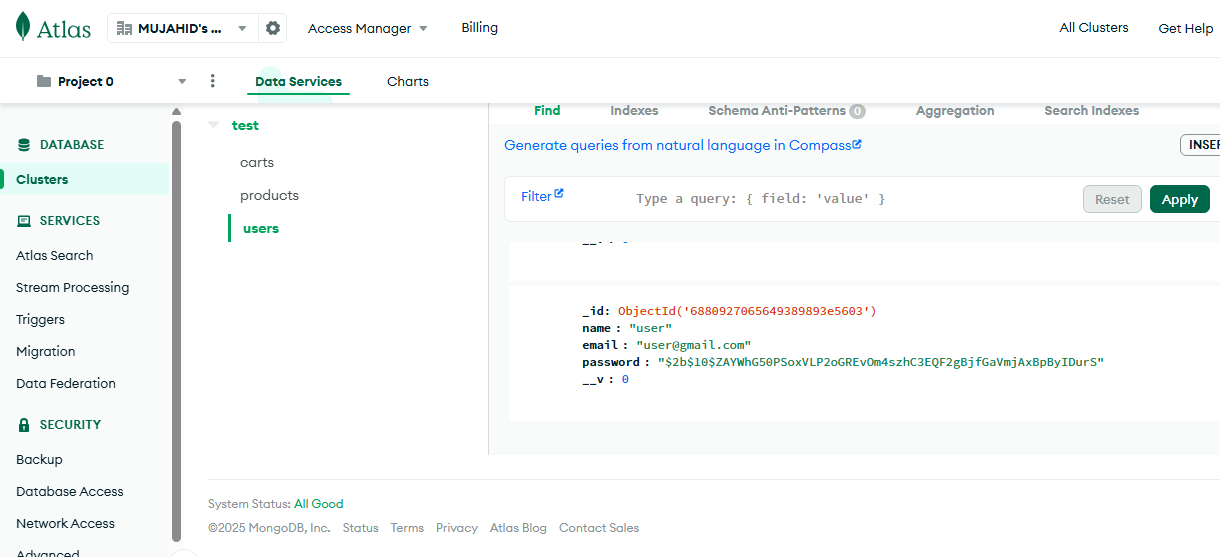 Atlas
MUJAHID's ...
Access Manager
Billing
All Clusters
Get Help
Project 0
Data Services
Charts
DATABASE
Clusters
SERVICES
Atlas Search
Stream Processing
Triggers
Migration
Data Federation
SECURITY
Backup
Database Access
Network Access
Advanced
test
carts
products
users
Find
Indexes
Schema Anti-Patterns 0
Aggregation
Search Indexes
Generate queries from natural language in Compass
INSER
Filter
Type a query: { field: 'value' }
Reset
Apply
_id: ObjectId('6880927065649389893e5603')
name : "user"
email : "user@gmail.com"
password : "$2b$10$ZAYWhG50PSoxVLP2oGREvOm4szhC3EQF2gBjfGaVmjAxBpByIDurS"
__v : 0
System Status: All Good
©2025 MongoDB, Inc.
Status
Terms
Privacy
Atlas Blog
Contact Sales